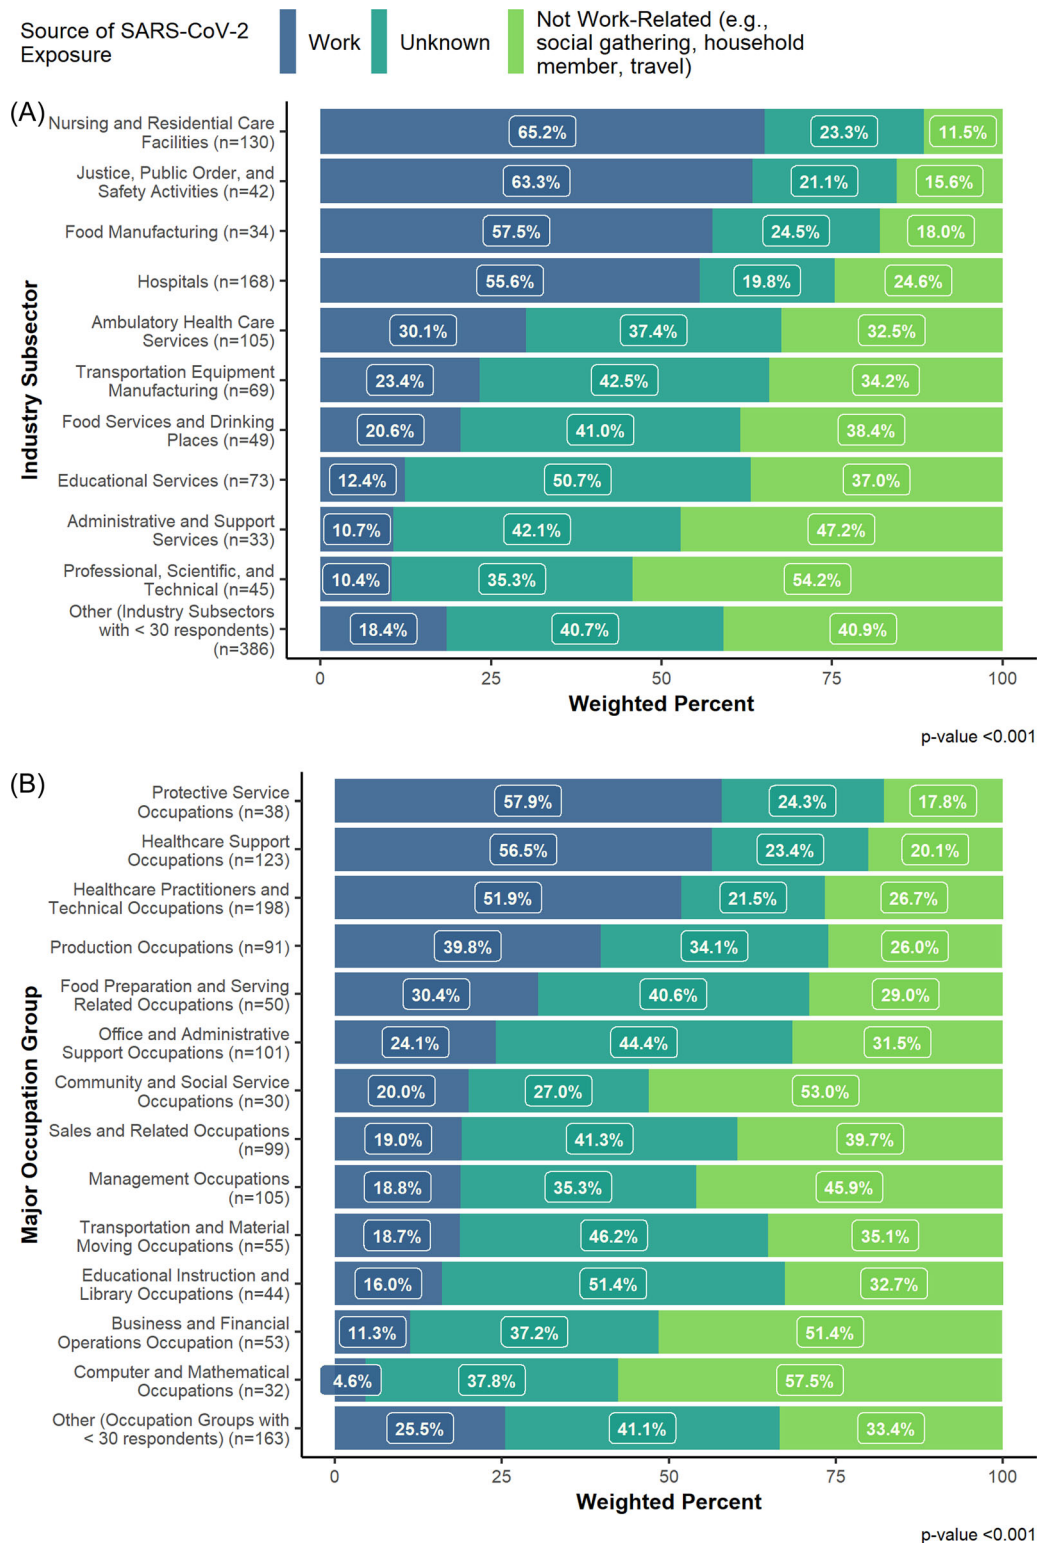 Source of SARS-CoV-2
Exposure
Work
Unknown
Not Work-Related (e.g.,
social gathering, household
member, travel)
(A)
Industry Subsector
Nursing and Residential Care
Facilities (n=130)
65.2% 23.3% 11.5%
Justice, Public Order, and
Safety Activities (n=42)
63.3% 21.1% 15.6%
Food Manufacturing (n=34)
57.5% 24.5% 18.0%
Hospitals (n=168)
55.6% 19.8% 24.6%
Ambulatory Health Care
Services (n=105)
30.1% 37.4% 32.5%
Transportation Equipment
Manufacturing (n=69)
23.4% 42.5% 34.2%
Food Services and Drinking
Places (n=49)
20.6% 41.0% 38.4%
Educational Services (n=73)
12.4% 50.7% 37.0%
Administrative and Support
Services (n=33)
10.7% 42.1% 47.2%
Professional, Scientific, and
Technical (n=45)
10.4% 35.3% 54.2%
Other (Industry Subsectors
with < 30 respondents)
(n=386)
18.4% 40.7% 40.9%
0 25 50 75 100
Weighted Percent
p-value <0.001
(B)
Major Occupation Group
Protective Service
Occupations (n=38)
57.9% 24.3% 17.8%
Healthcare Support
Occupations (n=123)
56.5% 23.4% 20.1%
Healthcare Practitioners and
Technical Occupations (n=198)
51.9% 21.5% 26.7%
Production Occupations (n=91)
39.8% 34.1% 26.0%
Food Preparation and Serving
Related Occupations (n=50)
30.4% 40.6% 29.0%
Office and Administrative
Support Occupations (n=101)
24.1% 44.4% 31.5%
Community and Social Service
Occupations (n=30)
20.0% 27.0% 53.0%
Sales and Related Occupations
(n=99)
19.0% 41.3% 39.7%
Management Occupations
(n=105)
18.8% 35.3% 45.9%
Transportation and Material
Moving Occupations (n=55)
18.7% 46.2% 35.1%
Educational Instruction and
Library Occupations (n=44)
16.0% 51.4% 32.7%
Business and Financial
Operations Occupation (n=53)
11.3% 37.2% 51.4%
Computer and Mathematical
Occupations (n=32)
4.6% 37.8% 57.5%
Other (Occupation Groups with
< 30 respondents) (n=163)
25.5% 41.1% 33.4%
0 25 50 75 100
Weighted Percent
p-value <0.001